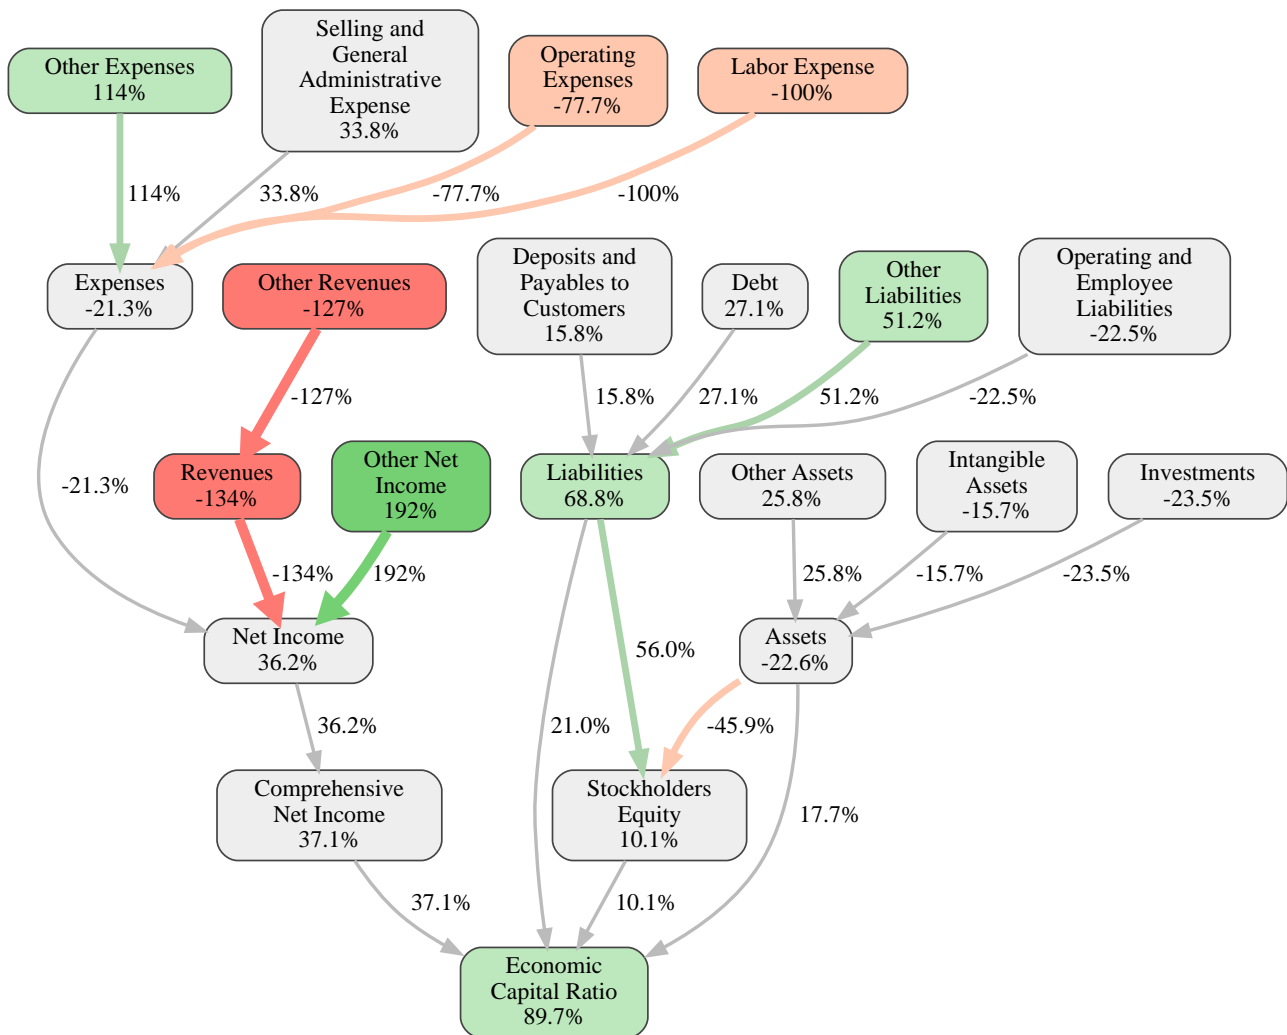 Other Expenses
114%
Selling and
General
Administrative
Expense
33.8%
Operating
Expenses
-77.7%
Labor Expense
-100%
114%
33.8%
-77.7%
-100%
Expenses
-21.3%
Other Revenues
-127%
Deposits and
Payables to
Customers
15.8%
Debt
27.1%
Other
Liabilities
51.2%
Operating and
Employee
Liabilities
-22.5%
-127%
15.8%
27.1%
51.2%
-22.5%
-21.3%
Revenues
-134%
Other Net
Income
192%
Liabilities
68.8%
Other Assets
25.8%
Intangible
Assets
-15.7%
Investments
-23.5%
-134%
192%
25.8%
-15.7%
-23.5%
Net Income
36.2%
56.0%
Assets
-22.6%
36.2%
21.0%
-45.9%
Comprehensive
Net Income
37.1%
Stockholders
Equity
10.1%
17.7%
37.1%
10.1%
Economic
Capital Ratio
89.7%